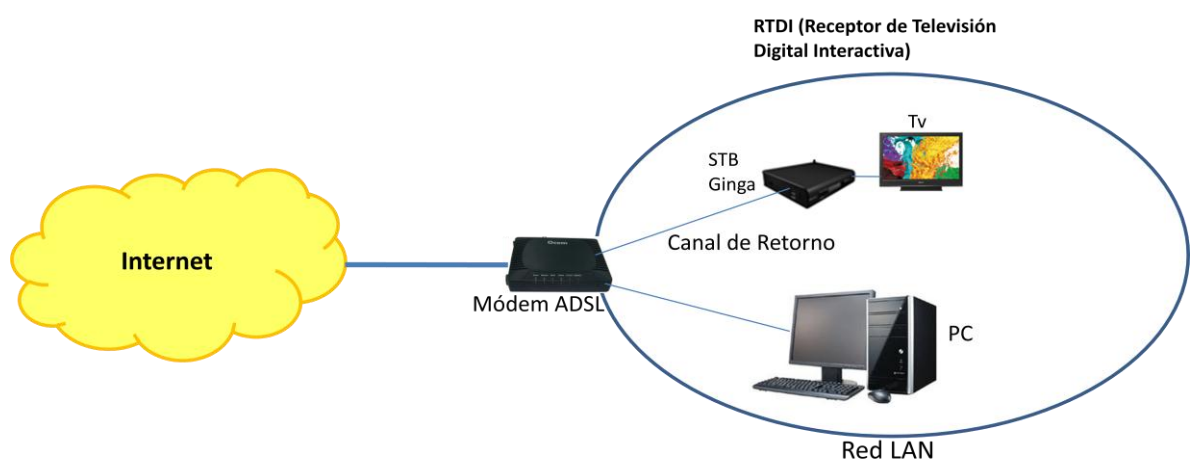 RTDI (Receptor de Televisión
Digital Interactiva)
Tv
STB
Ginga
Internet
Canal de Retorno
Módem ADSL
PC
Red LAN